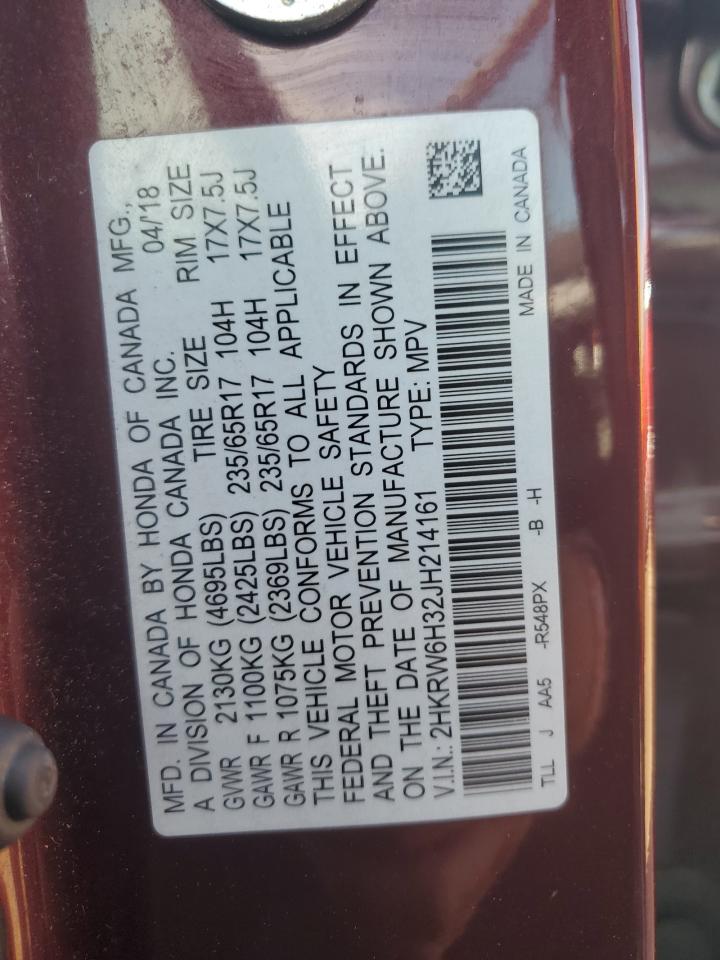 MFD. IN CANADA BY HONDA OF CANADA MFG.,
A DIVISION OF HONDA CANADA INC. 04/'18
GVWR 2130KG (4695LBS) TIRE SIZE RIM SIZE
GAWR F 1100KG (2425LBS) 235/65R17 104H 17X7.5J
GAWR R 1075KG (2369LBS) 235/65R17 104H 17X7.5J
THIS VEHICLE CONFORMS TO ALL APPLICABLE
FEDERAL MOTOR VEHICLE SAFETY
AND THEFT PREVENTION STANDARDS IN EFFECT
ON THE DATE OF MANUFACTURE SHOWN ABOVE.
V.I.N.: 2HKRW6H32JH214161 TYPE: MPV
TLL J AA5 -R548PX -B -H MADE IN CANADA